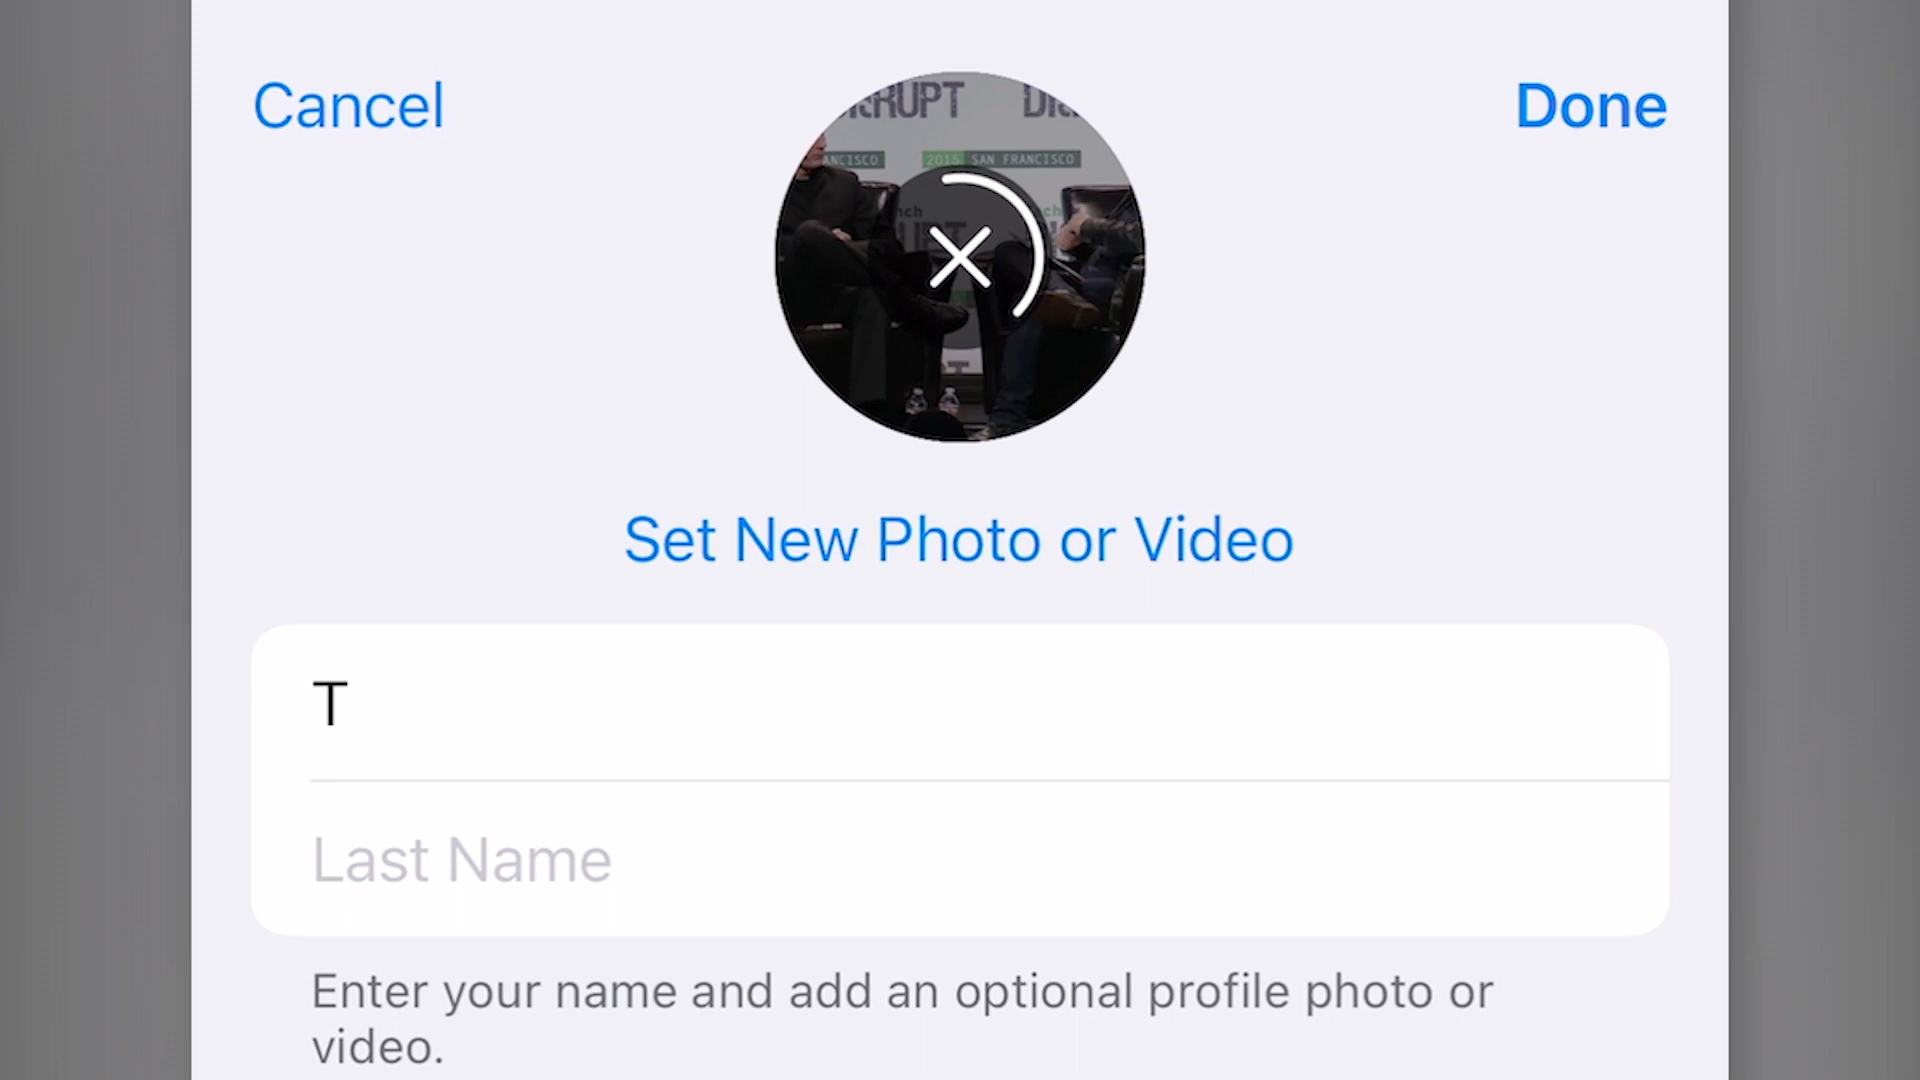 Cancel
Done
RUPT
2015 SAN FRANCISCO
Set New Photo or Video
T
Last Name
Enter your name and add an optional profile photo or
video.